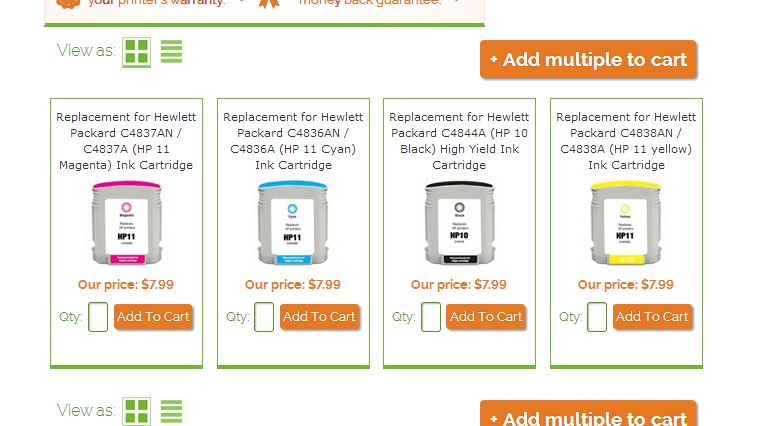 your printer's warranty.
money back guarantee.
View as:
+ Add multiple to cart
Replacement for Hewlett
Packard C4837AN /
C4837A (HP 11
Magenta) Ink Cartridge
Magenta
HP11
Our price: $7.99
Qty:
Add To Cart
Replacement for Hewlett
Packard C4836AN /
C4836A (HP 11 Cyan)
Ink Cartridge
Cyan
HP11
Our price: $7.99
Qty:
Add To Cart
Replacement for Hewlett
Packard C4844A (HP 10
Black) High Yield Ink
Cartridge
Black
HP10
Our price: $7.99
Qty:
Add To Cart
Replacement for Hewlett
Packard C4838AN /
C4838A (HP 11 yellow)
Ink Cartridge
Yellow
HP11
Our price: $7.99
Qty:
Add To Cart
View as:
+ Add multiple to cart